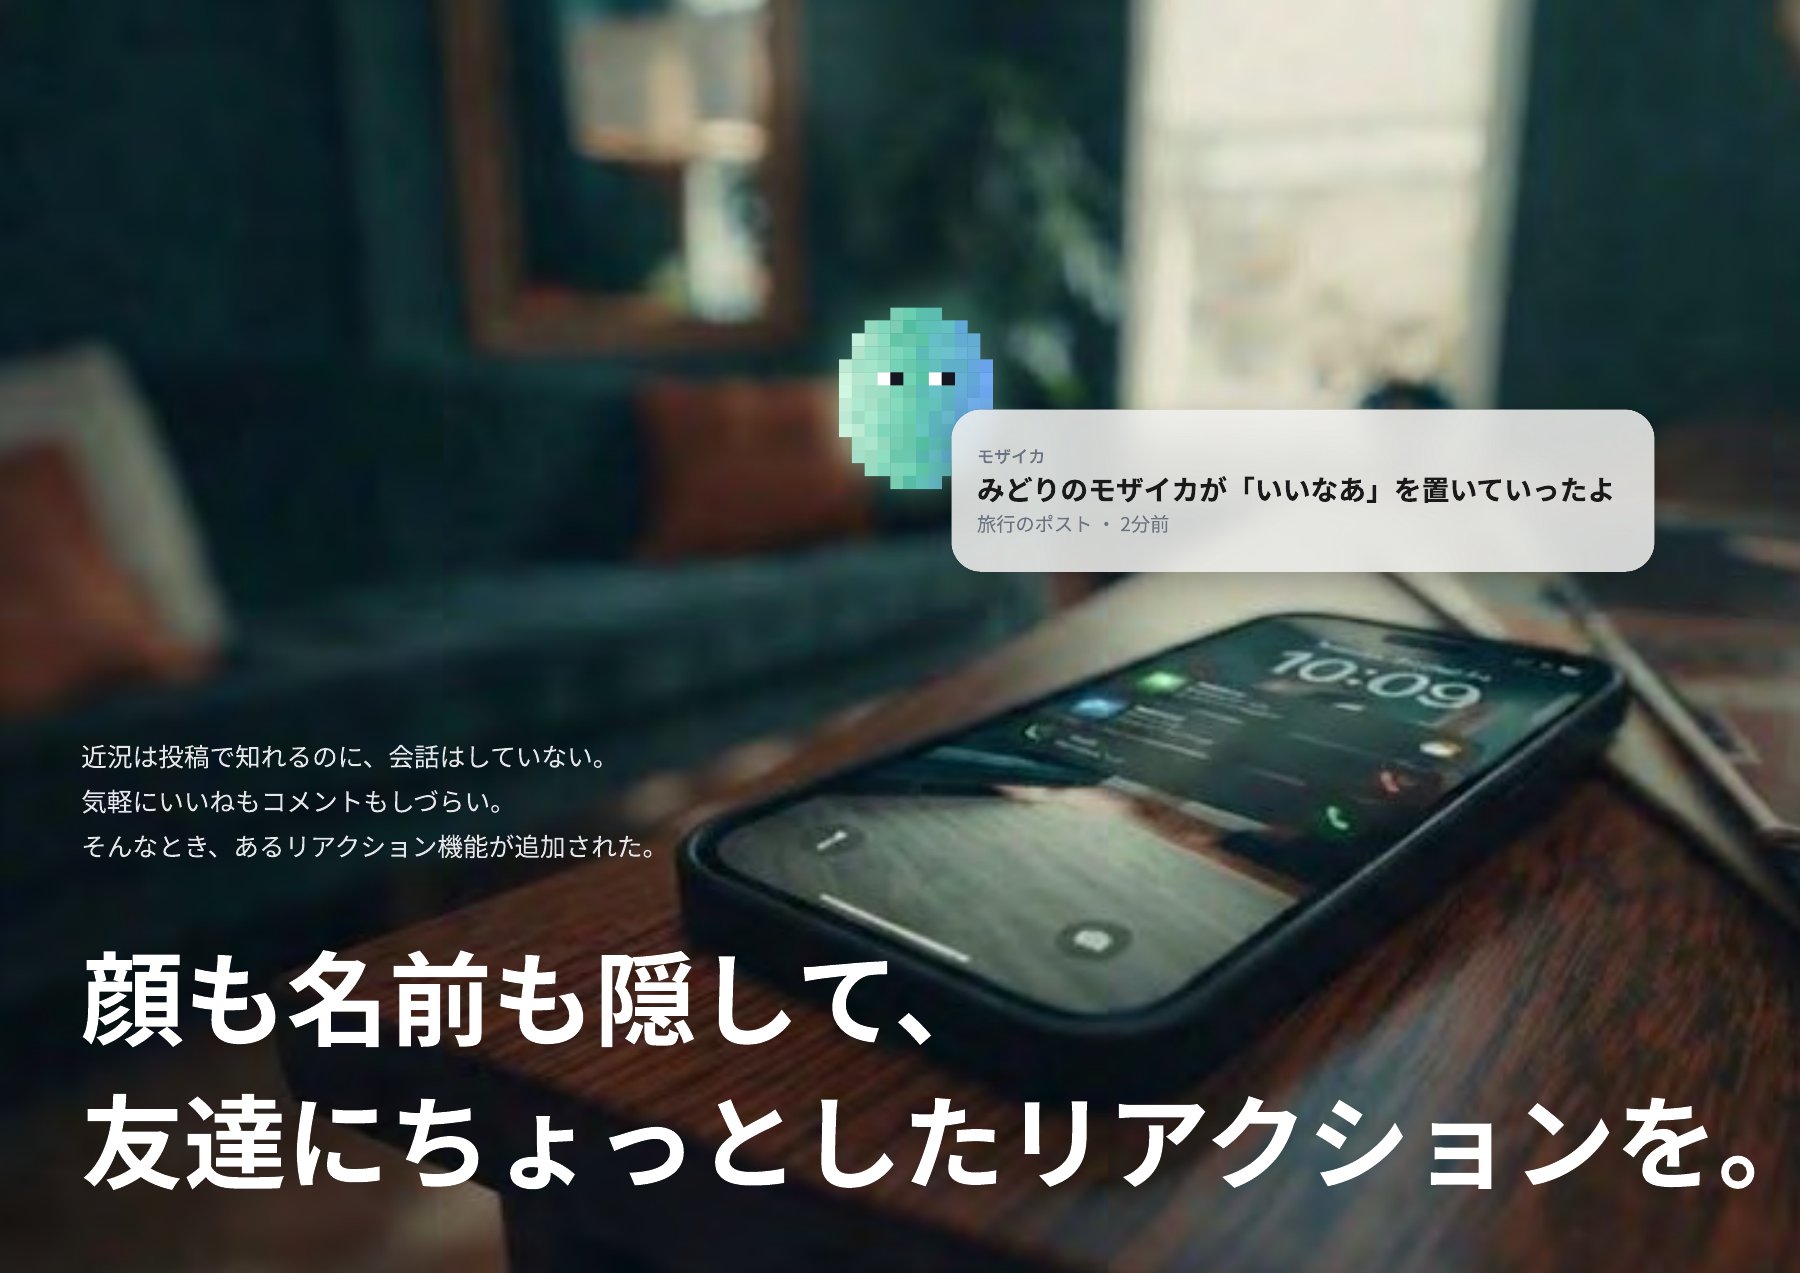 モザイカ
みどりのモザイカが「いいなあ」を置いていったよ
旅行のポスト ・ 2分前
10:09
近況は投稿で知れるのに、会話はしていない。
気軽にいいねもコメントもしづらい。
そんなとき、あるリアクション機能が追加された。
顔も名前も隠して、
友達にちょっとしたリアクションを。